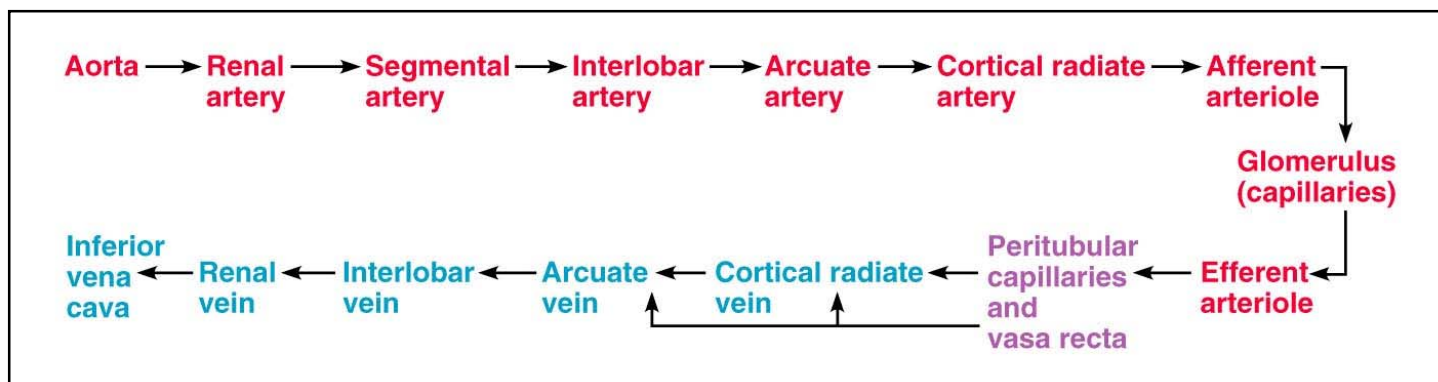 Aorta Renal artery Segmental artery Interlobar artery Arcuate artery Cortical radiate artery Afferent arteriole
Glomerulus
(capillaries)
Efferent
arteriole
Peritubular
capillaries
and
vasa recta
Cortical radiate
vein
Arcuate
vein
Interlobar
vein
Renal
vein
Inferior
vena
cava